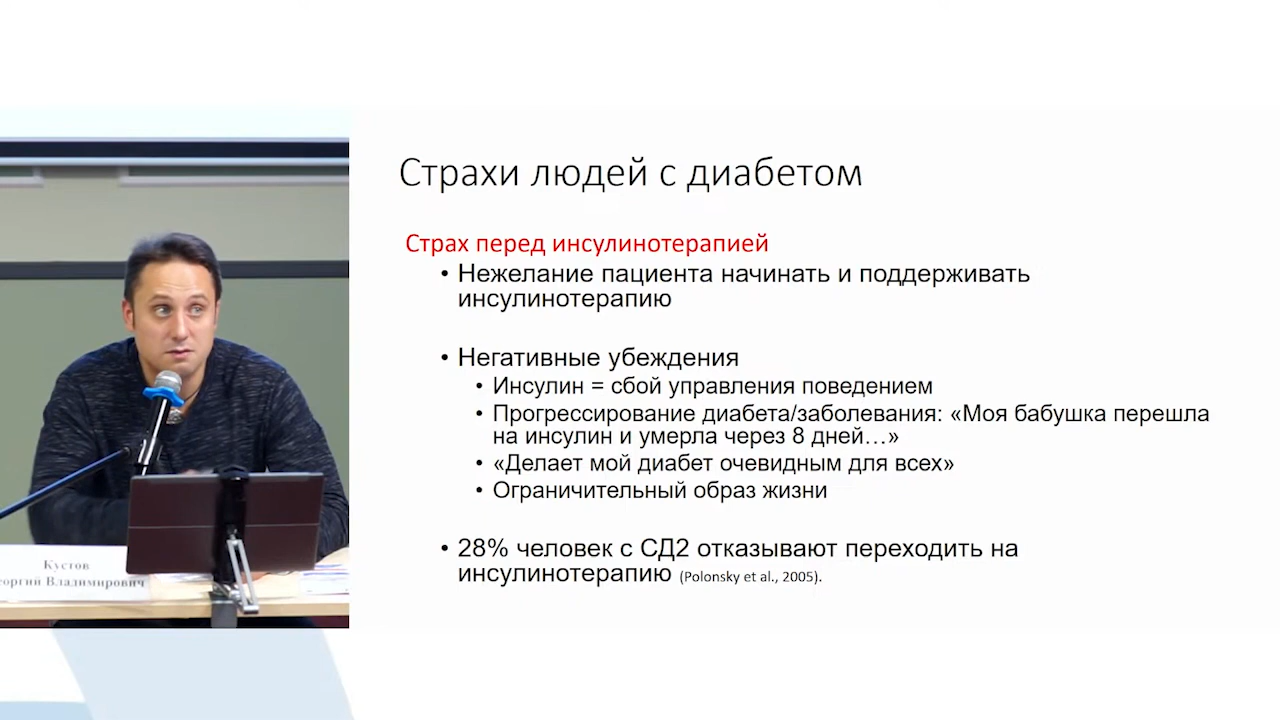 Страхи людей с диабетом
Страх перед инсулинотерапией
• Нежелание пациента начинать и поддерживать
инсулинотерапию
• Негативные убеждения
• Инсулин = сбой управления поведением
• Прогрессирование диабета/заболевания: «Моя бабушка перешла
на инсулин и умерла через 8 дней…»
• «Делает мой диабет очевидным для всех»
• Ограничительный образ жизни
• 28% человек с СД2 отказывают переходить на
инсулинотерапию (Polonsky et al., 2005).
Кустов
еоргий Владимирович